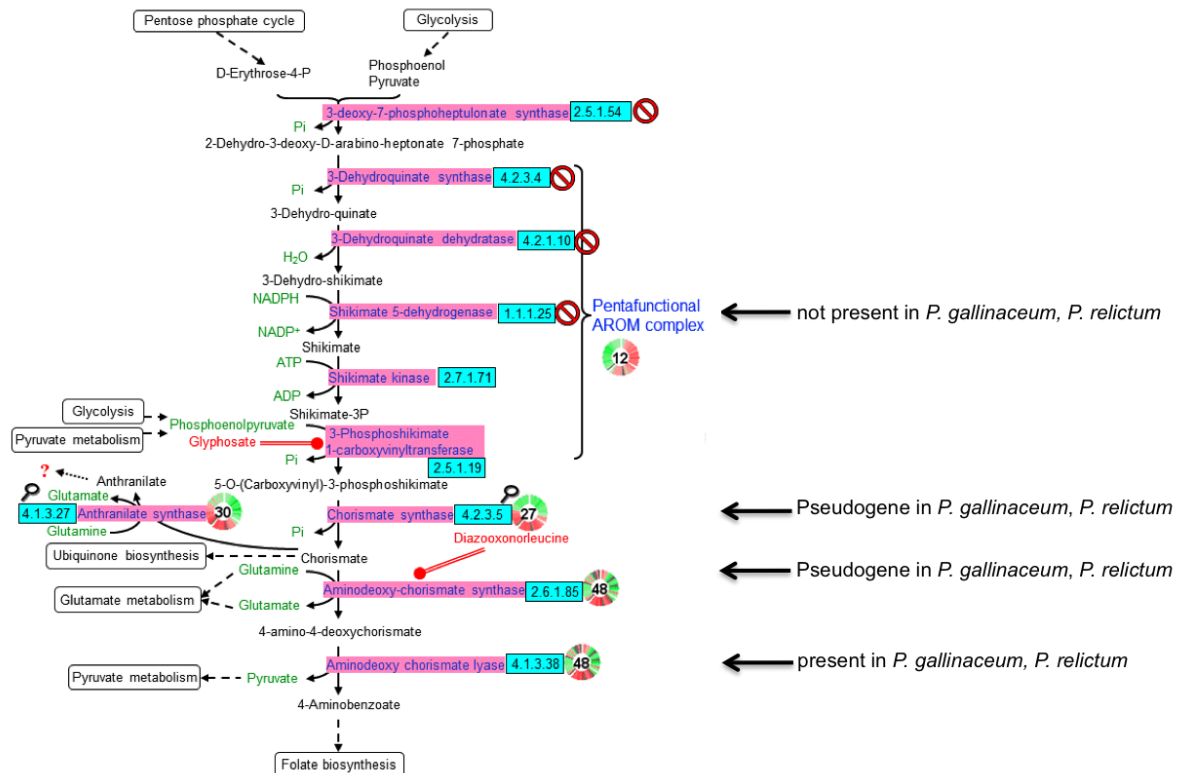 Pentose phosphate cycle
Glycolysis
D-Erythrose-4-P
Phosphoenol
Pyruvate
3-deoxy-7-phosphoheptulonate synthase 2.5.1.54
Pi
2-Dehydro-3-deoxy-D-arabino-heptonate 7-phosphate
3-Dehydroquinate synthase 4.2.3.4
Pi
3-Dehydro-quinate
3-Dehydroquinate dehydratase 4.2.1.10
H₂O
3-Dehydro-shikimate
NADPH
Shikimate 5-dehydrogenase 1.1.1.25
NADP⁺
Pentafunctional
AROM complex
12
not present in P. gallinaceum, P. relictum
Shikimate
ATP
Shikimate kinase 2.7.1.71
ADP
Shikimate-3P
Glycolysis
Pyruvate metabolism
Phosphoenolpyruvate
Glyphosate
3-Phosphoshikimate
1-carboxyvinyltransferase
2.5.1.19
Pi
5-O-(Carboxyvinyl)-3-phosphoshikimate
?
Anthranilate
Glutamate
4.1.3.27 Anthranilate synthase 30
Glutamine
Chorismate synthase 4.2.3.5 27
Pi
Pseudogene in P. gallinaceum, P. relictum
Diazooxonorleucine
Ubiquinone biosynthesis
Chorismate
Glutamine
Aminodeoxy-chorismate synthase 2.6.1.85 48
Pseudogene in P. gallinaceum, P. relictum
Glutamate metabolism
Glutamate
4-amino-4-deoxychorismate
Aminodeoxy chorismate lyase 4.1.3.38 48
present in P. gallinaceum, P. relictum
Pyruvate metabolism
Pyruvate
4-Aminobenzoate
Folate biosynthesis